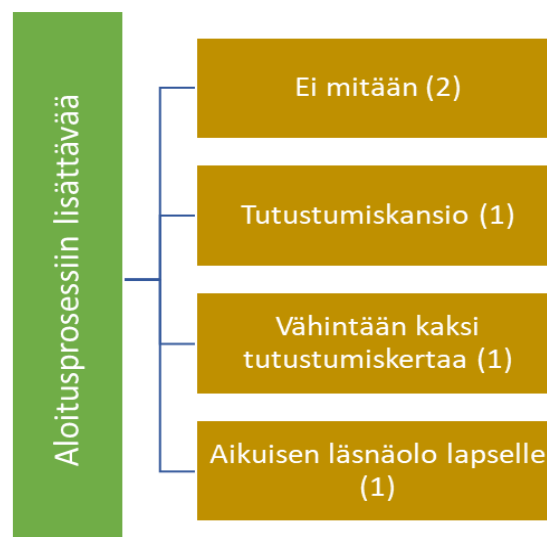 Aloitusprosessiin lisättävää
Ei mitään (2)
Tutustumiskansio (1)
Vähintään kaksi
tutustumiskertaa (1)
Aikuisen läsnäolo lapselle
(1)